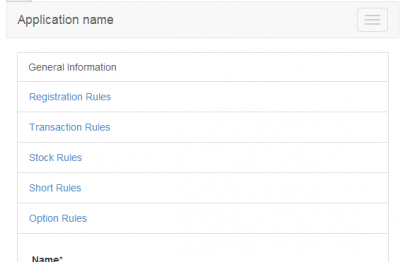 Application name
General Information
Registration Rules
Transaction Rules
Stock Rules
Short Rules
Option Rules
Name*